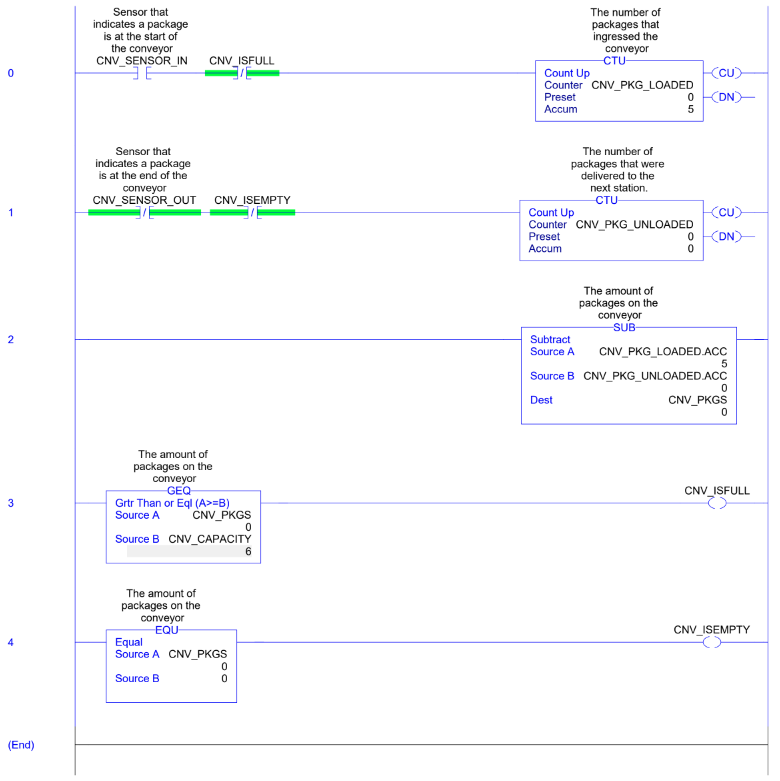 Sensor that
indicates a package
is at the start of
the conveyor
CNV_SENSOR_IN
CNV_ISFULL
The number of
packages that
ingressed the
conveyor
CTU
0
/
Count Up
CU
Counter CNV_PKG_LOADED
Preset 0
DN
Accum 5
Sensor that
indicates a package
is at the end of the
conveyor
CNV_SENSOR_OUT
CNV_ISEMPTY
The number of
packages that were
delivered to the
next station.
CTU
1
/
/
Count Up
CU
Counter CNV_PKG_UNLOADED
Preset 0
DN
Accum 0
The amount of
packages on the
conveyor
SUB
2
Subtract
Source A CNV_PKG_LOADED.ACC
5
Source B CNV_PKG_UNLOADED.ACC
0
Dest CNV_PKGS
0
The amount of
packages on the
conveyor
GEQ
CNV_ISFULL
3
Grtr Than or Eql (A>=B)
Source A CNV_PKGS
0
Source B CNV_CAPACITY
6
The amount of
packages on the
conveyor
EQU
CNV_ISEMPTY
4
Equal
Source A CNV_PKGS
0
Source B 0
(End)